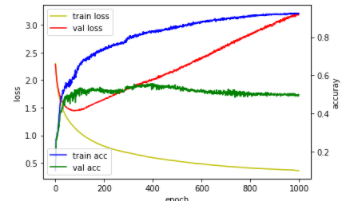 train loss
val loss
train acc
val acc
3.0
2.5
2.0
1.5
1.0
0.5
loss
0.8
0.6
0.4
0.2
accuray
0
200
400
600
800
1000
epoch